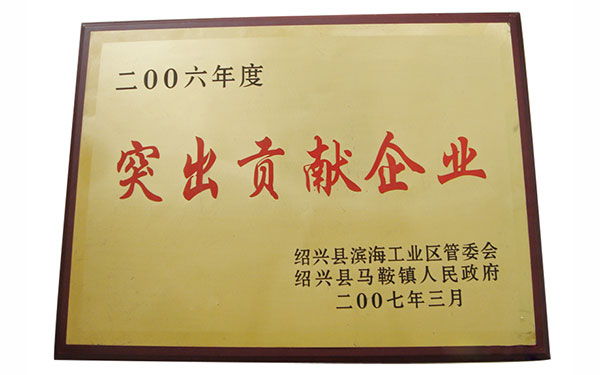 二00六年度
突出贡献企业
绍兴县滨海工业区管委会
绍兴县马鞍镇人民政府
二00七年三月